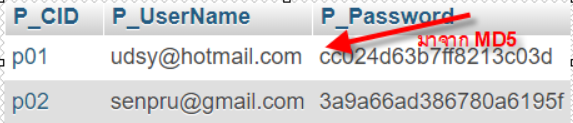 P_CID P_UserName P_Password
p01 udsy@hotmail.com cc024d63b7ff8213c03d
มาจาก MD5
p02 senpru@gmail.com 3a9a66ad386780a6195f